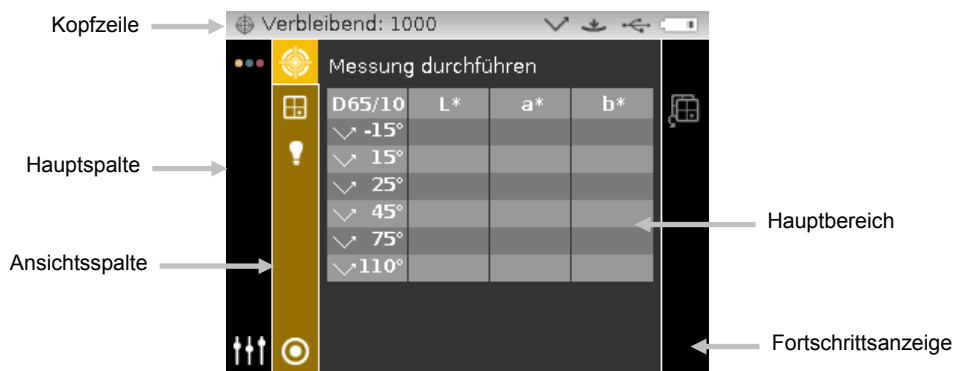 Kopfzeile
Verbleibend: 1000
Messung durchführen
D65/10 L* a* b*
-15°
15°
25°
45°
75°
110°
Hauptspalte
Ansichtsspalte
Hauptbereich
Fortschrittsanzeige